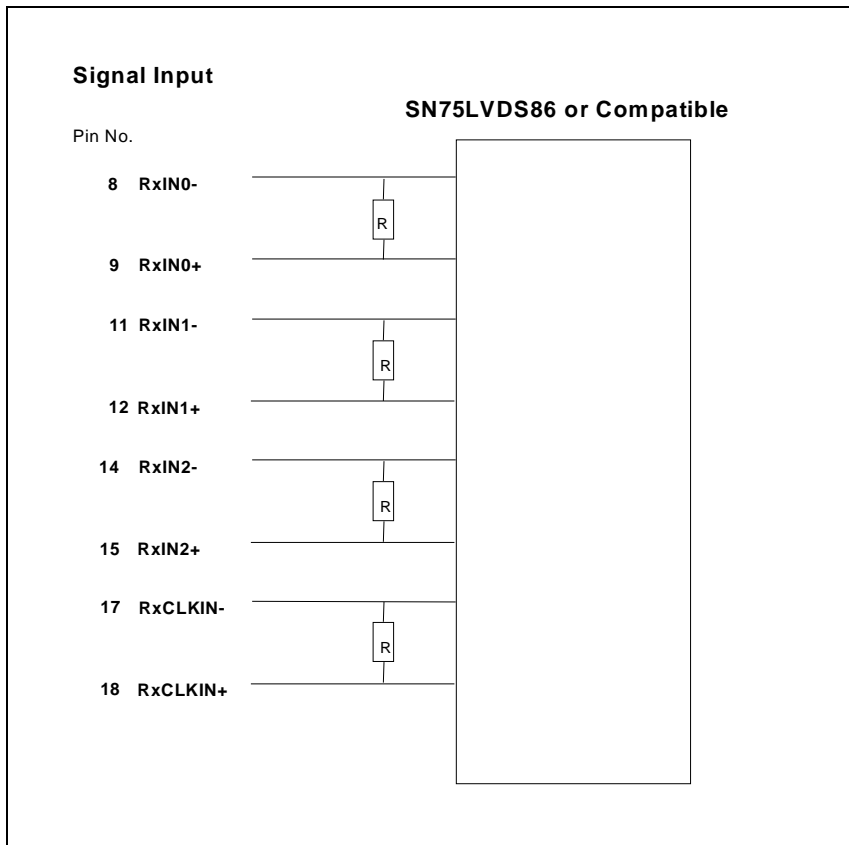 Signal Input
SN75LVDS86 or Compatible
Pin No.
8 RxIN0-
R
9 RxIN0+
11 RxIN1-
R
12 RxIN1+
14 RxIN2-
R
15 RxIN2+
17 RxCLKIN-
R
18 RxCLKIN+